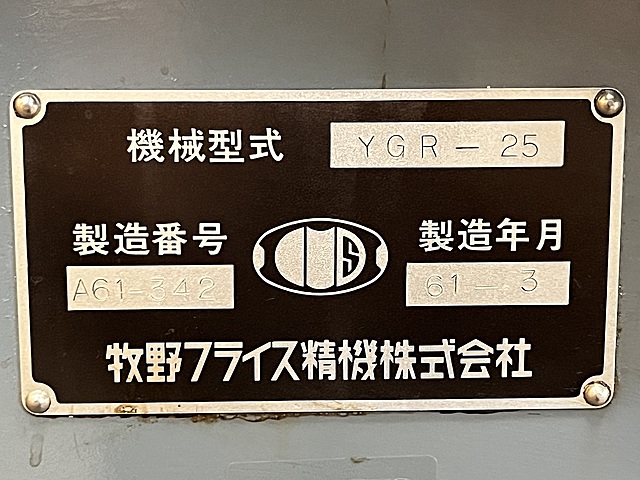 機械型式 YGR-25
製造番号 製造年月
A61-342 61-3
牧野フライス精機株式会社